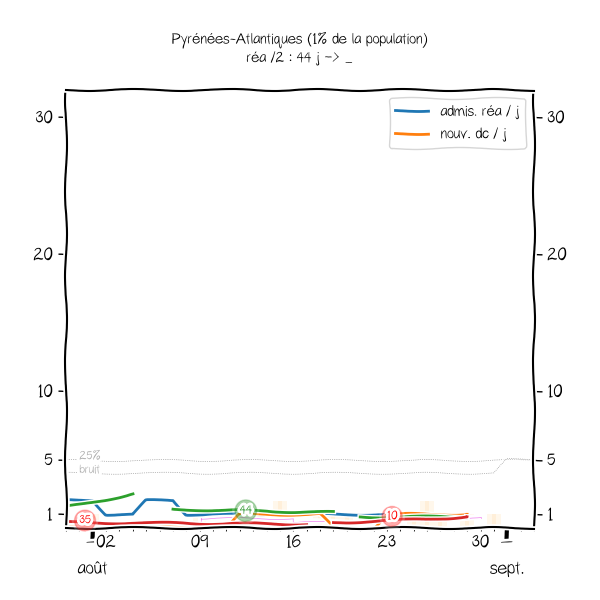 Pyrénées-Atlantiques (1% de la population)
réa /2 : 44 j -> _
admis. réa / j
nouv. dc / j
30 30
20 20
10 10
5 25% 5
bruit
1 35 44 10 1
02 09 16 23 30
août sept.